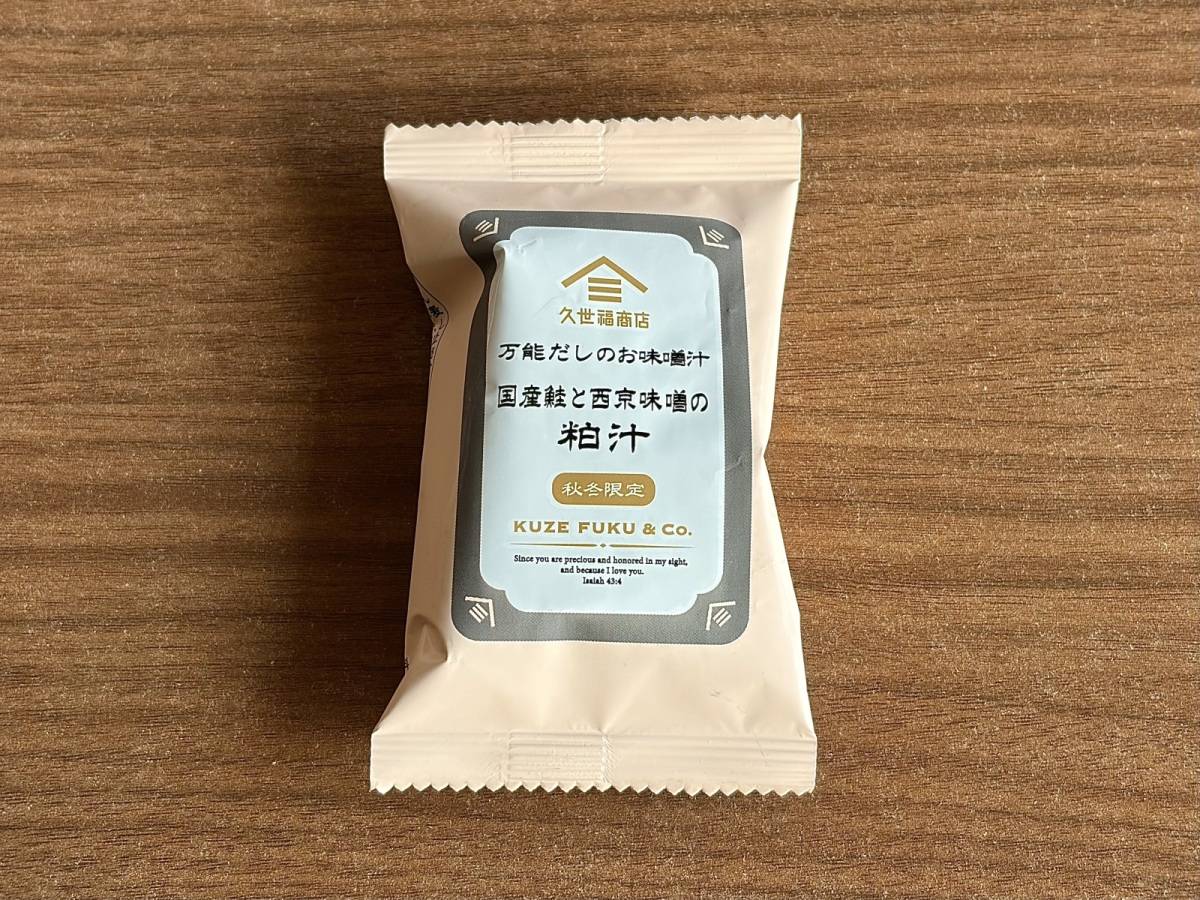 久世福商店
万能だしのお味噌汁
国産鮭と西京味噌の
粕汁
秋冬限定
KUZE FUKU & Co.
Since you are precious and honored in my sight,
and because I love you.
Isaiah 43:4